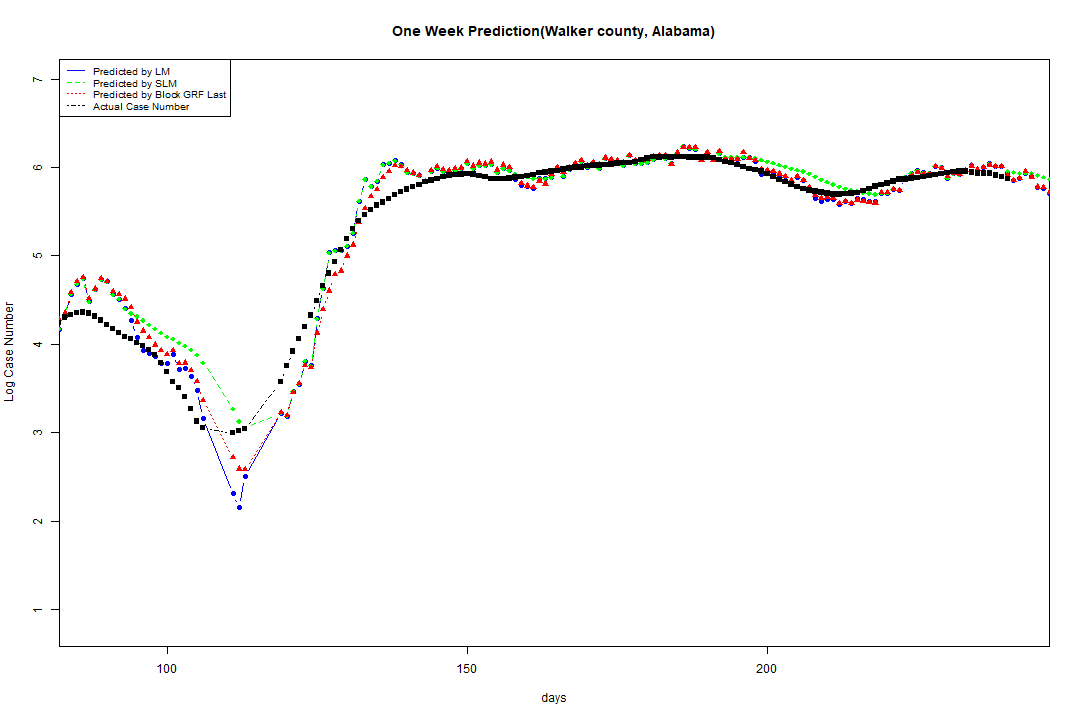 One Week Prediction(Walker county, Alabama)
Predicted by LM
Predicted by SLM
Predicted by Block GRF Last
Actual Case Number
7
6
5
4
3
2
1
Log Case Number
100 150 200
days